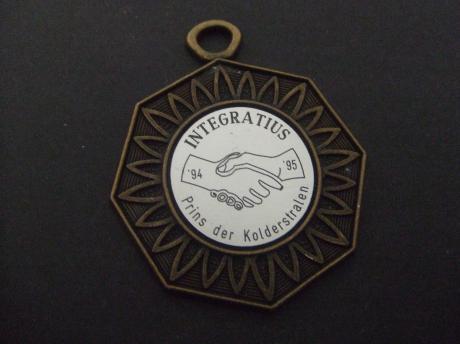 INTEGRATIUS
'94 '95
Prins der Kolderstralen